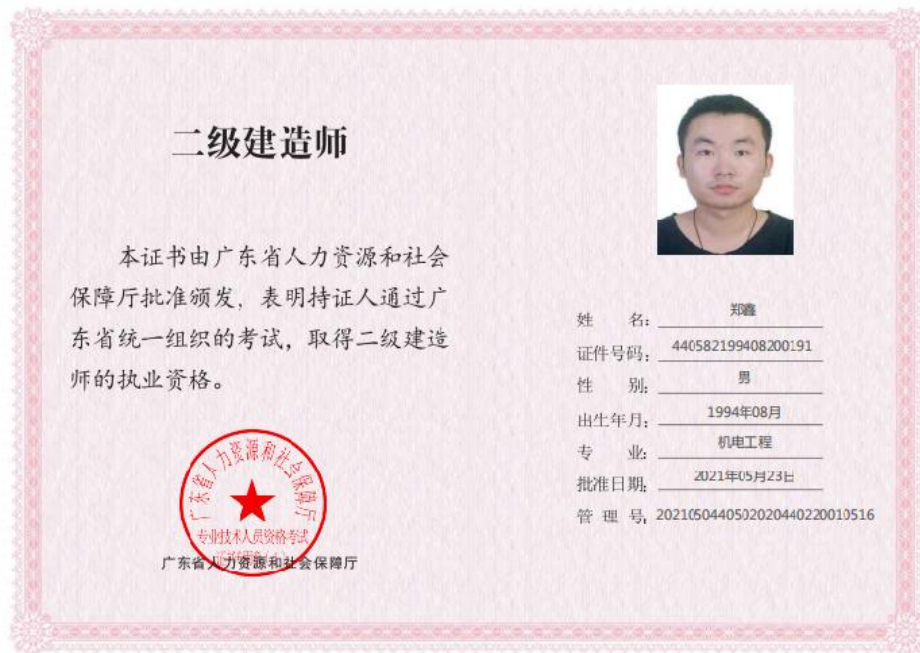 二级建造师
本证书由广东省人力资源和社会
保障厅批准颁发，表明持证人通过广
东省统一组织的考试，取得二级建造
师的执业资格。
广东省人力资源和社会保障厅
专业技术人员资格考试
广东省人力资源和社会保障厅
姓 名：郑鑫
证件号码：440582199408200191
性 别：男
出生年月：1994年08月
专 业：机电工程
批准日期：2021年05月23日
管 理 号：2021050440502020440220010516